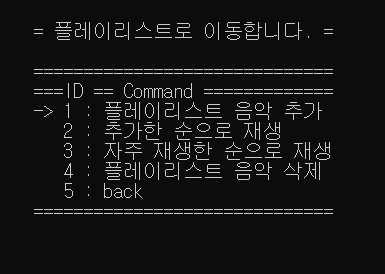 = 플레이리스트로 이동합니다. =
==============================
===ID == Command =============
-> 1 : 플레이리스트 음악 추가
2 : 추가한 순으로 재생
3 : 자주 재생한 순으로 재생
4 : 플레이리스트 음악 삭제
5 : back
==============================